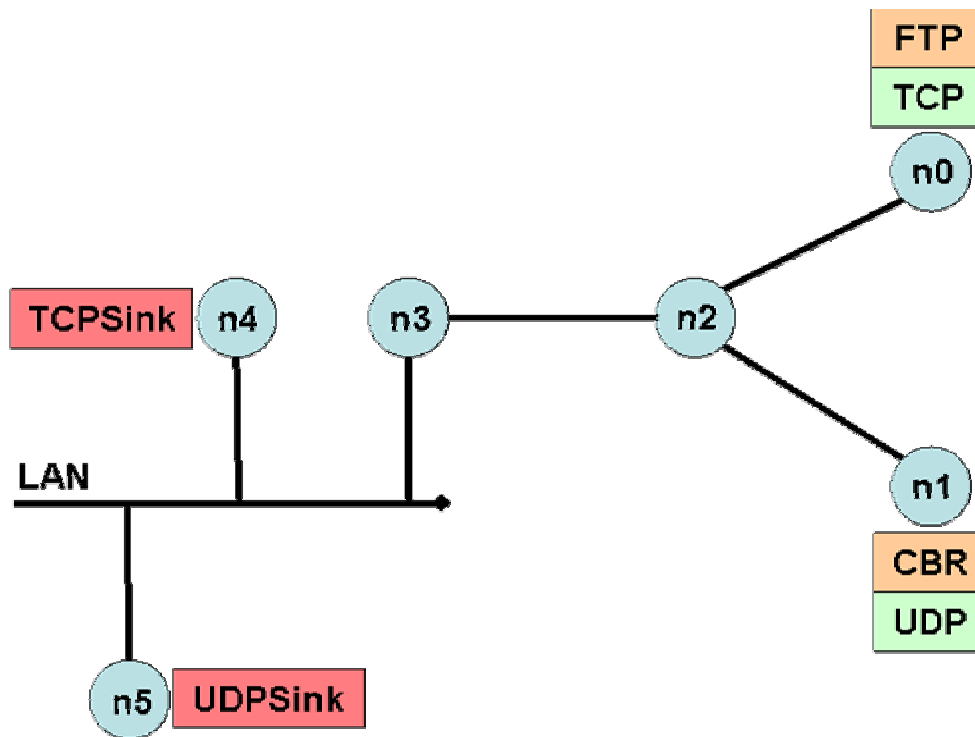 FTP
TCP
n0
TCPSink
n4
n3
n2
LAN
n1
CBR
UDP
n5
UDPSink